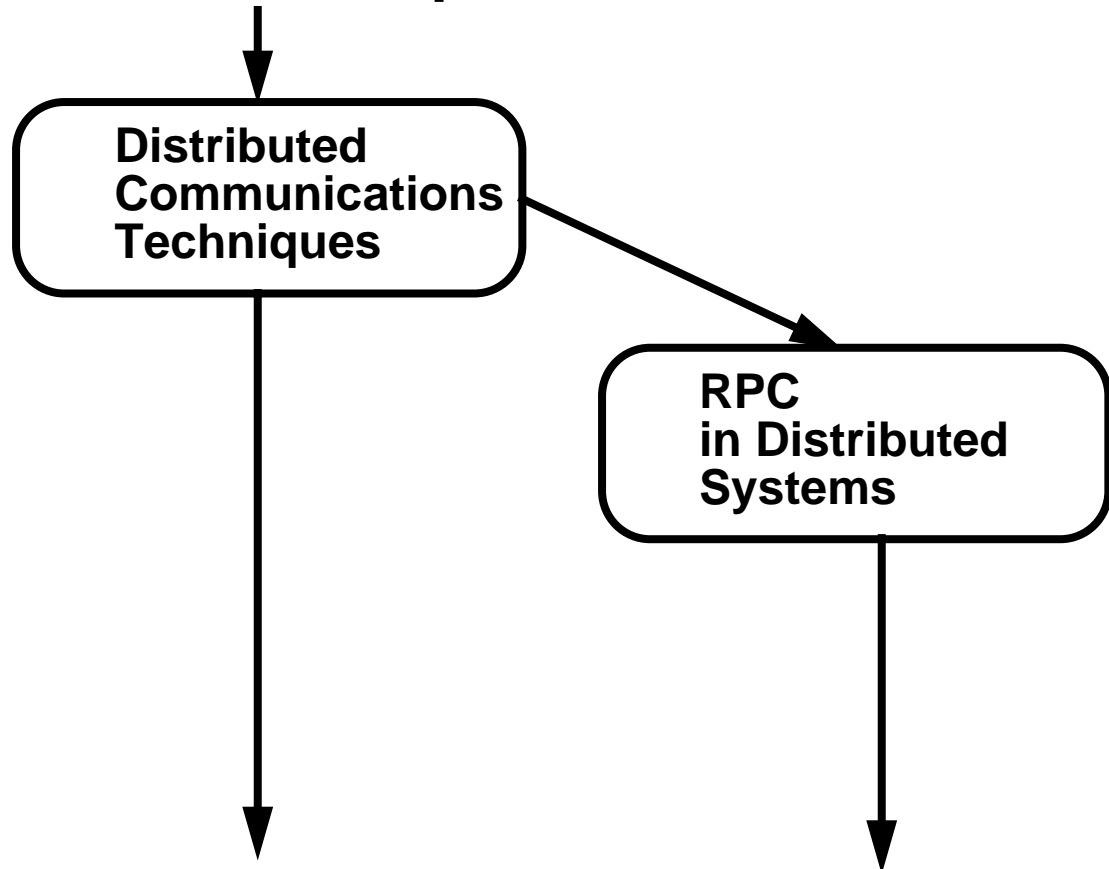 Distributed
Communications
Techniques
RPC
in Distributed
Systems